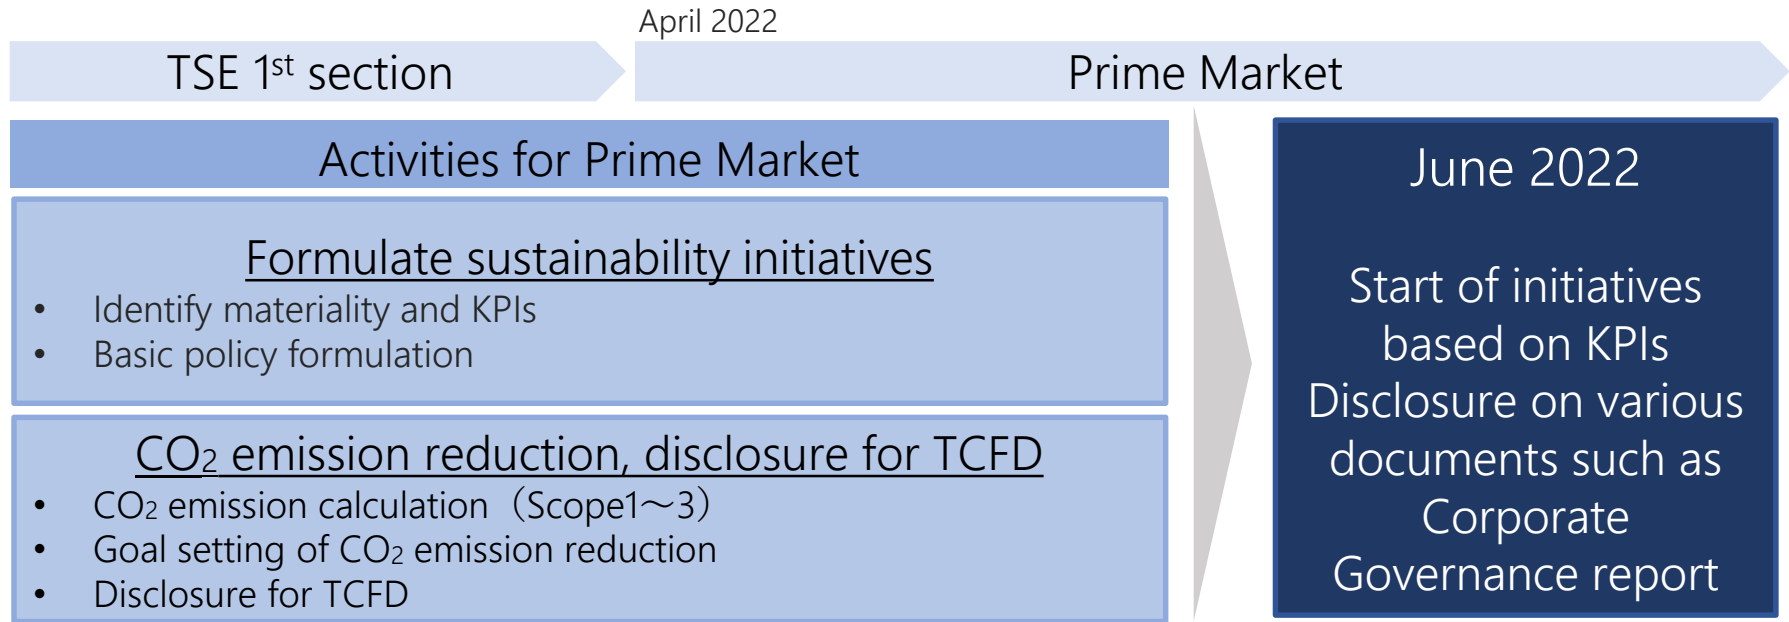 April 2022
TSE 1st section
Prime Market
Activities for Prime Market
Formulate sustainability initiatives
• Identify materiality and KPIs
• Basic policy formulation
CO2 emission reduction, disclosure for TCFD
• CO2 emission calculation（Scope1～3）
• Goal setting of CO2 emission reduction
• Disclosure for TCFD
June 2022
Start of initiatives
based on KPIs
Disclosure on various
documents such as
Corporate
Governance report